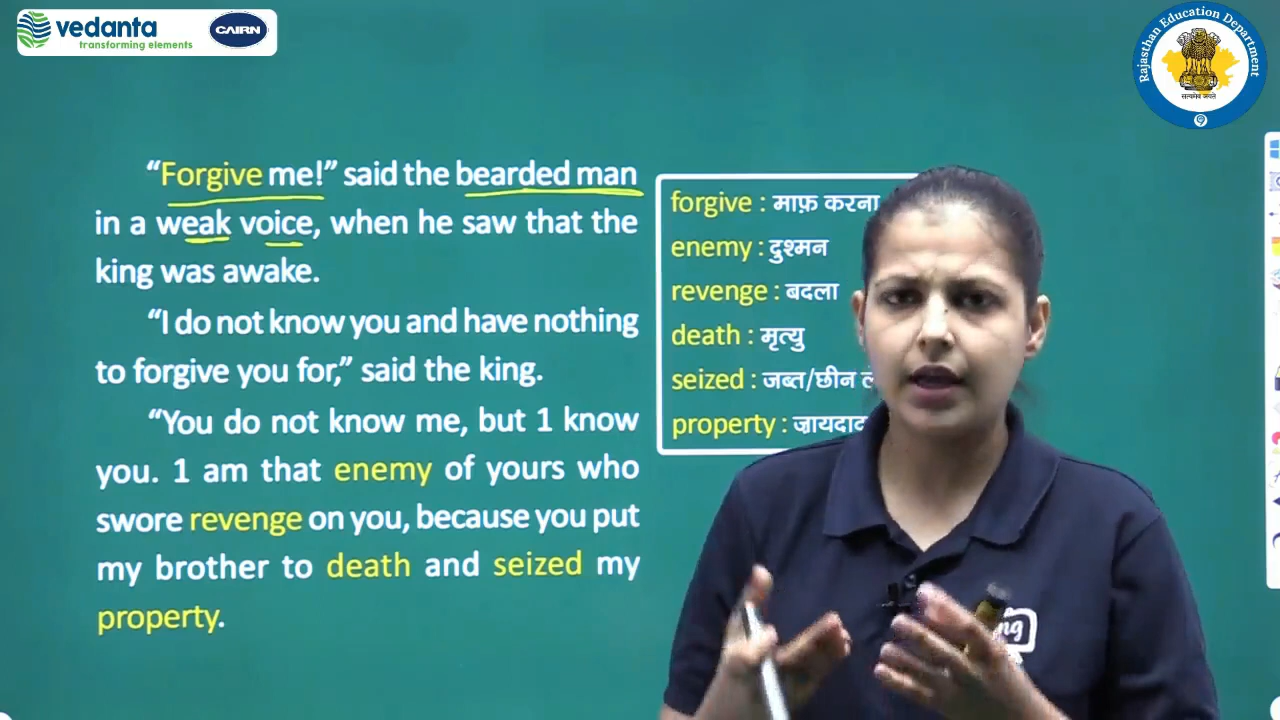 vedanta
transforming elements
CAIRN
Rajasthan Education Department
सत्यमेव जयते
“Forgive me!” said the bearded man
in a weak voice, when he saw that the
king was awake.
“I do not know you and have nothing
to forgive you for,” said the king.
“You do not know me, but 1 know
you. 1 am that enemy of yours who
swore revenge on you, because you put
my brother to death and seized my
property.
forgive : माफ़ करना
enemy : दुश्मन
revenge : बदला
death : मृत्यु
seized : जब्त/छीन
property : ज़ायदाद